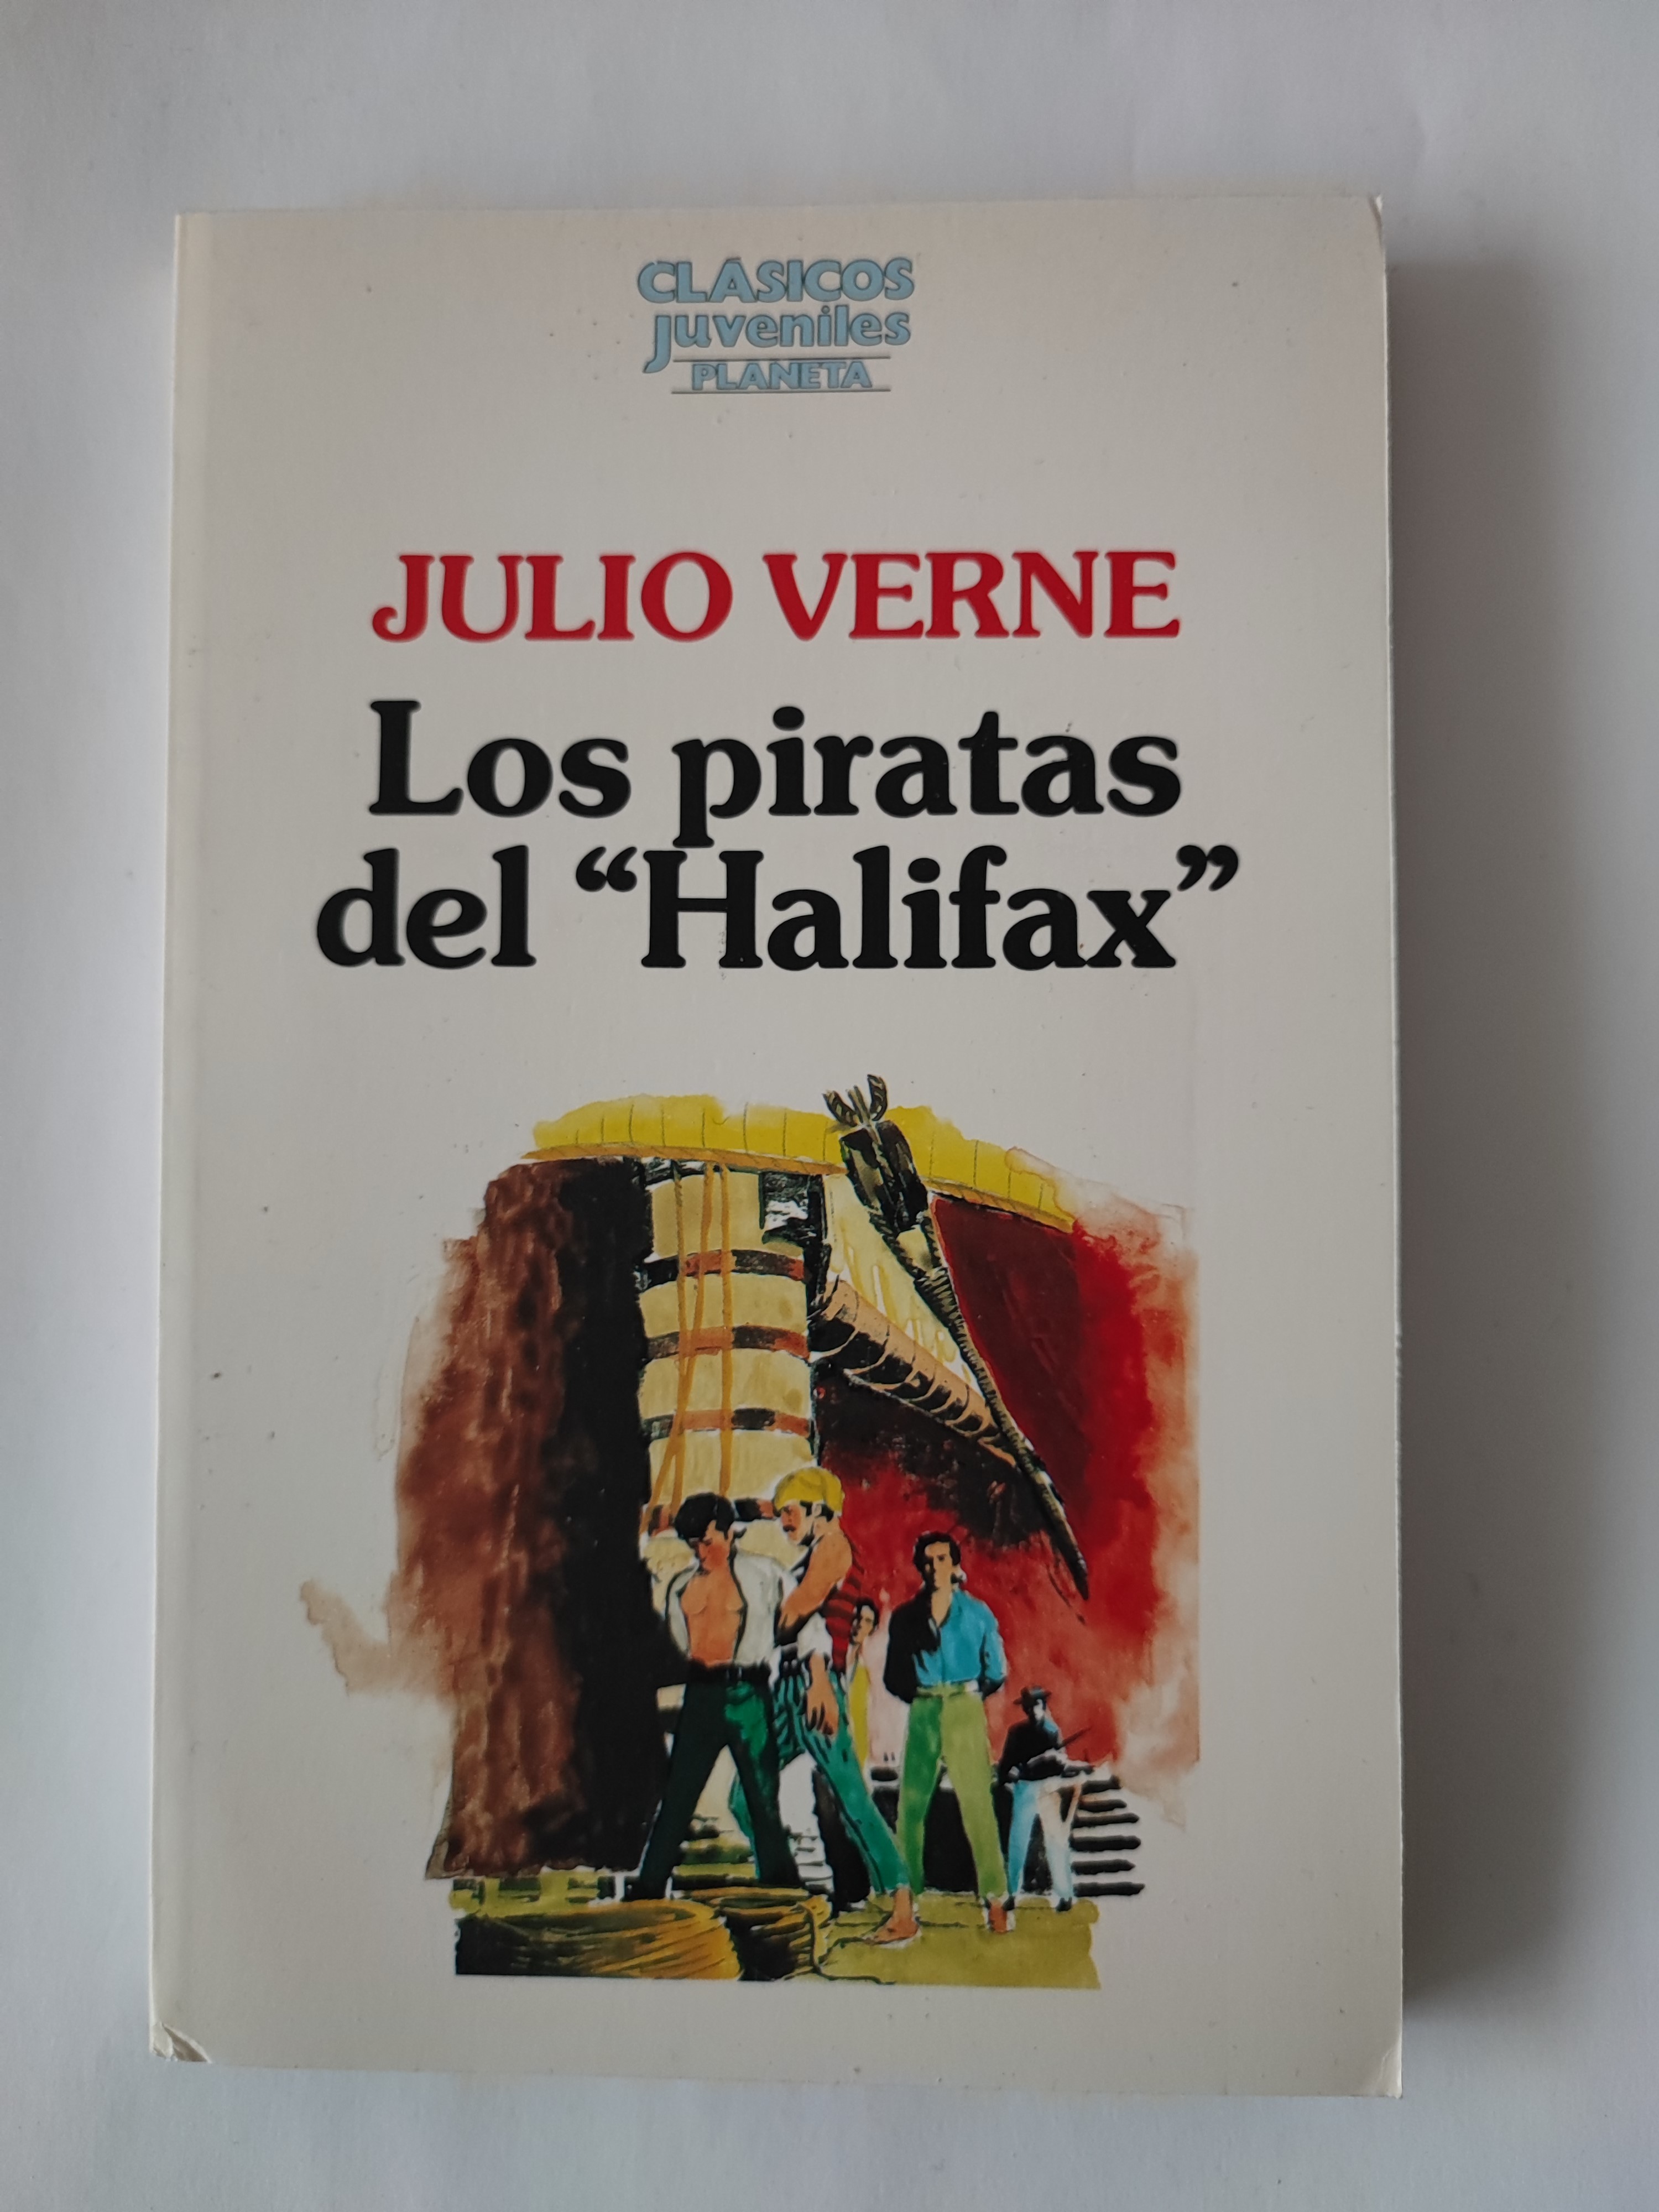 CLÁSICOS
juveniles
PLANETA
JULIO VERNE
Los piratas
del “Halifax”